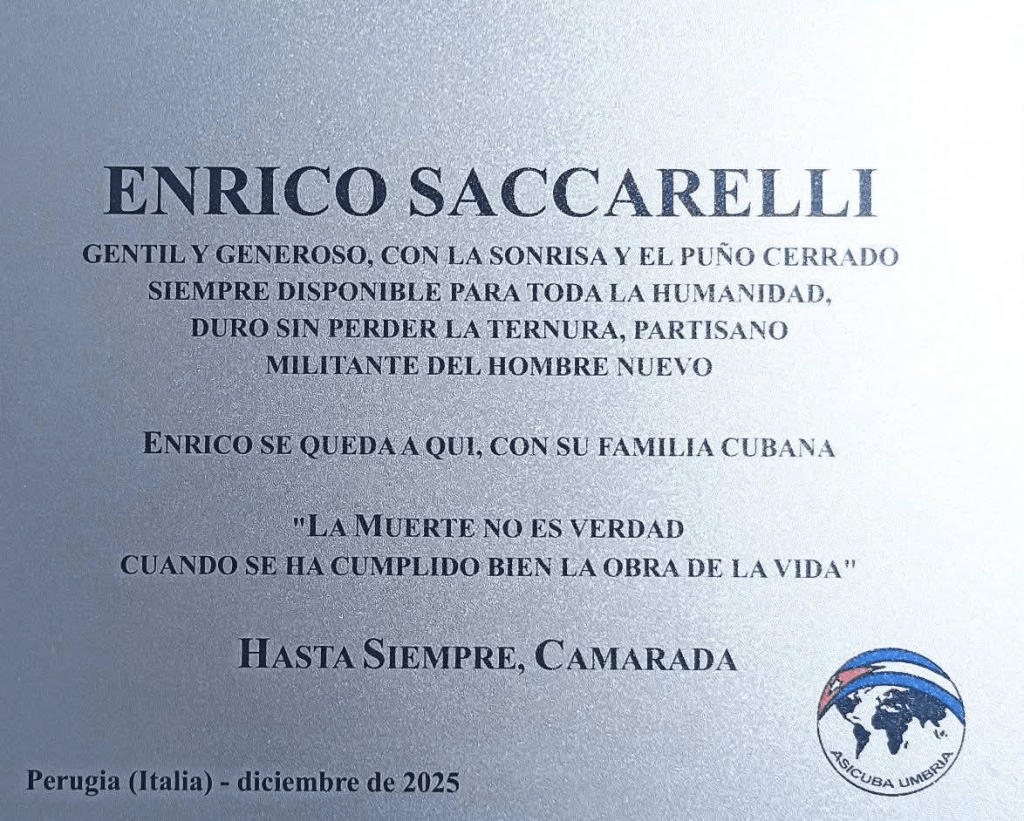 ENRICO SACCARELLI
GENTIL Y GENEROSO, CON LA SONRISA Y EL PUÑO CERRADO
SIEMPRE DISPONIBLE PARA TODA LA HUMANIDAD,
DURO SIN PERDER LA TERNURA, PARTISANO
MILITANTE DEL HOMBRE NUEVO
ENRICO SE QUEDA A QUI, CON SU FAMILIA CUBANA
"LA MUERTE NO ES VERDAD
CUANDO SE HA CUMPLIDO BIEN LA OBRA DE LA VIDA"
HASTA SIEMPRE, CAMARADA
ASICUBA UMBRIA
Perugia (Italia) - diciembre de 2025